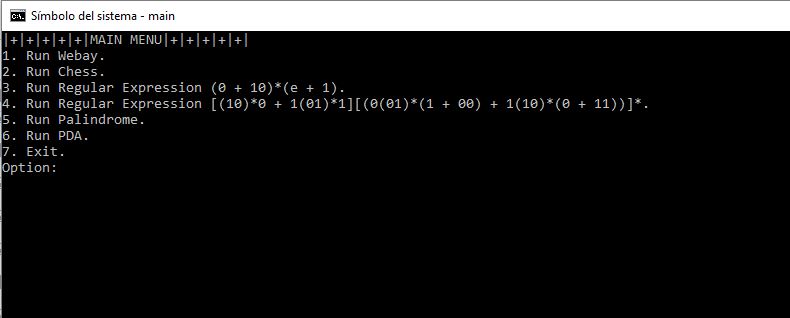 Símbolo del sistema - main
|+|+|+|+|+|MAIN MENU|+|+|+|+|+|
1. Run Webay.
2. Run Chess.
3. Run Regular Expression (0 + 10)*(e + 1).
4. Run Regular Expression [(10)*0 + 1(01)*1][(0(01)*(1 + 00) + 1(10)*(0 + 11))]*.
5. Run Palindrome.
6. Run PDA.
7. Exit.
Option: